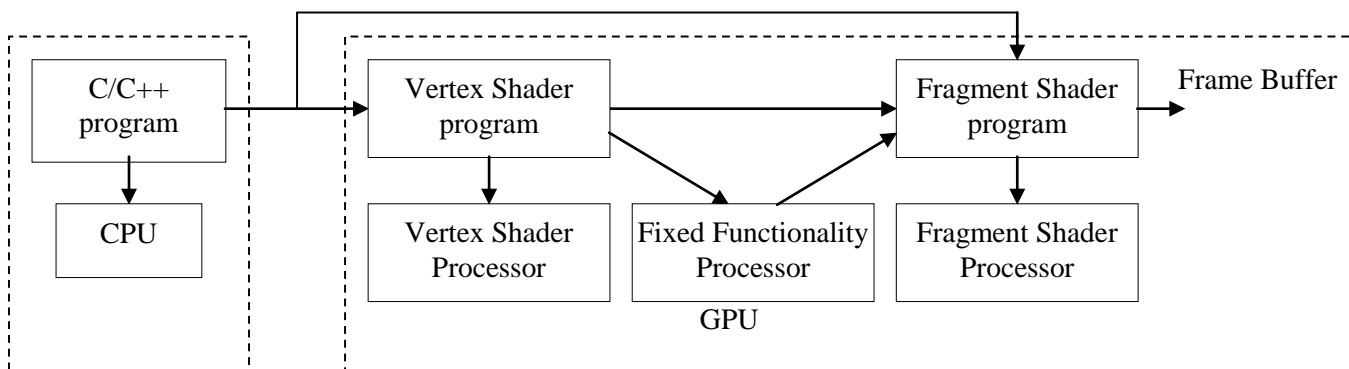 C/C++
program
Vertex Shader
program
Fragment Shader
program
Frame Buffer
CPU
Vertex Shader
Processor
Fixed Functionality
Processor
Fragment Shader
Processor
GPU